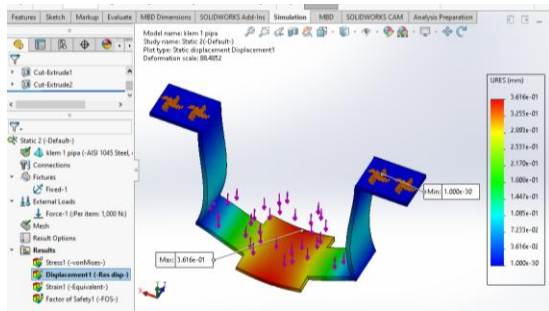 Features Sketch Markup Evaluate MBD Dimensions SOLIDWORKS Add-Ins Simulation MBD SOLIDWORKS CAM Analysis Preparation
Model name: klem 1 pipa
Study name: Static 2(-Default-)
Plot type: Static displacement Displacement1
Deformation scale: 88.4852
Cut-Extrude1
Cut-Extrude2
Static 2 (-Default-)
klem 1 pipa (-AISI 1045 Steel,
Connections
Fixtures
Fixed-1
External Loads
Force-1 (:Per item: 1,000 N:)
Mesh
Result Options
Results
Stress1 (-vonMises-)
Displacement1 (-Res disp-)
Strain1 (-Equivalent-)
Factor of Safety1 (-FOS-)
Max: 3.616e-01
Min: 1.000e-30
URES (mm)
3.616e-01
3.255e-01
2.893e-01
2.531e-01
2.170e-01
1.808e-01
1.447e-01
1.085e-01
7.233e-02
3.616e-02
1.000e-30